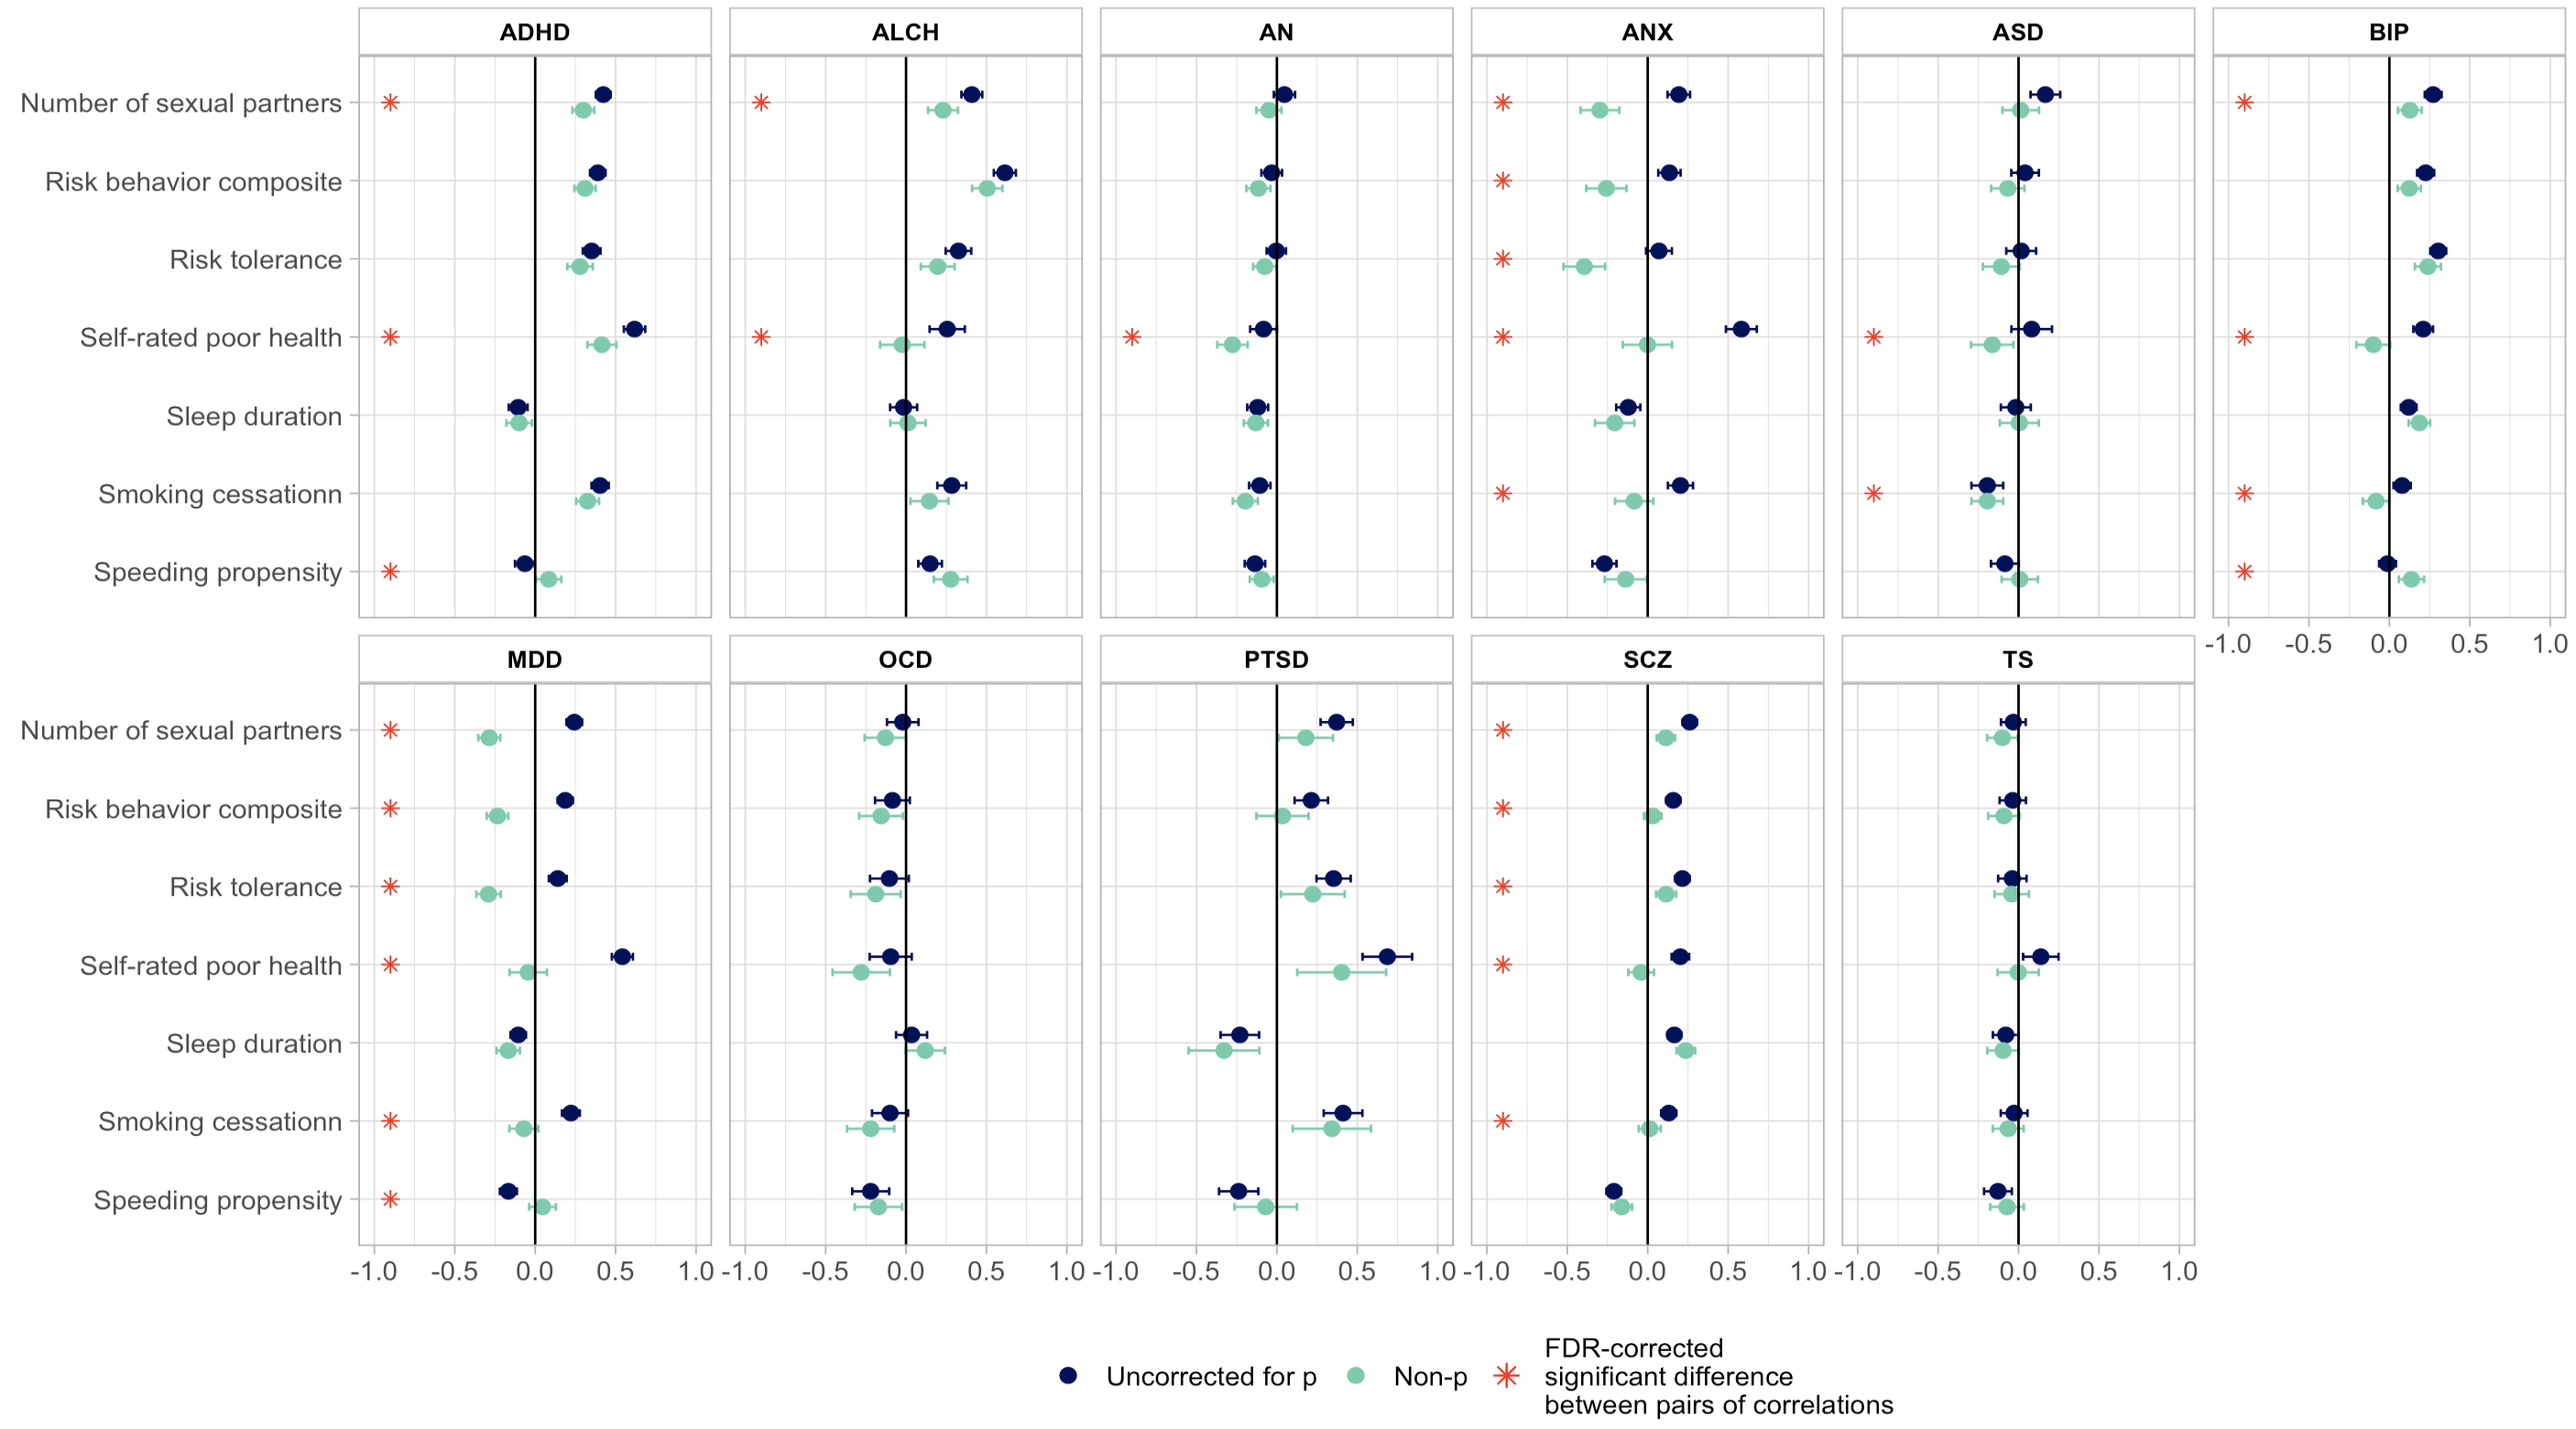 ADHD ALCH AN ANX ASD BIP
Number of sexual partners
Risk behavior composite
Risk tolerance
Self-rated poor health
Sleep duration
Smoking cessationn
Speeding propensity
-1.0 -0.5 0.0 0.5 1.0
MDD OCD PTSD SCZ TS
Number of sexual partners
Risk behavior composite
Risk tolerance
Self-rated poor health
Sleep duration
Smoking cessationn
Speeding propensity
-1.0 -0.5 0.0 0.5 1.0 -1.0 -0.5 0.0 0.5 1.0 -1.0 -0.5 0.0 0.5 1.0 -1.0 -0.5 0.0 0.5 1.0 -1.0 -0.5 0.0 0.5 1.0
Uncorrected for p
Non-p
FDR-corrected
significant difference
between pairs of correlations